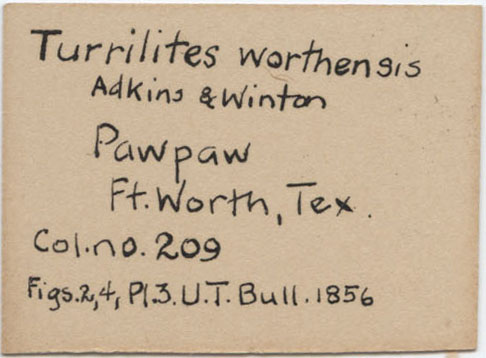 Turrilites worthensis
Adkins & Winton
Pawpaw
Ft. Worth, Tex.
Col. no. 209
Figs. 2, 4, Pl. 3. U.T. Bull. 1856